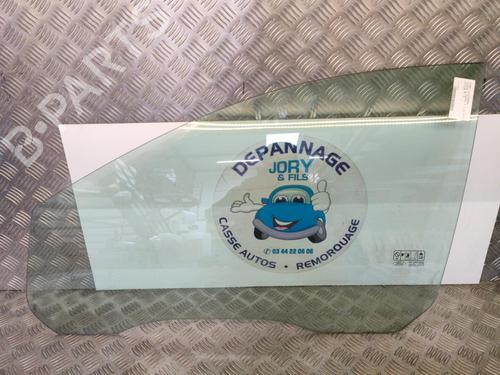 B-PARTS
DEPANNAGE
JORY
& FILS
✆ 03 44 22 06 06
CASSE AUTOS • REMORQUAGE